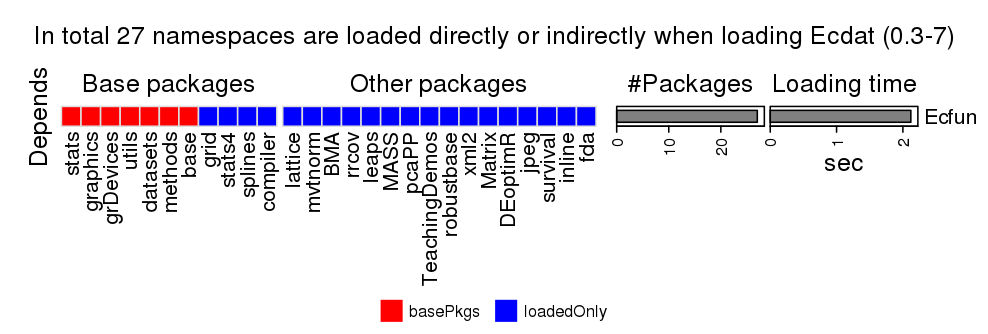 In total 27 namespaces are loaded directly or indirectly when loading Ecdat (0.3-7)
Base packages Other packages #Packages Loading time
Depends
Ecfun
stats
graphics
grDevices
utils
datasets
methods
base
grid
stats4
splines
compiler
lattice
mvtnorm
BMA
rrcov
leaps
MASS
pcaPP
TeachingDemos
robustbase
xml2
Matrix
DEoptimR
jpeg
survival
inline
fda
0 10 20
0 1 2
sec
basePkgs loadedOnly